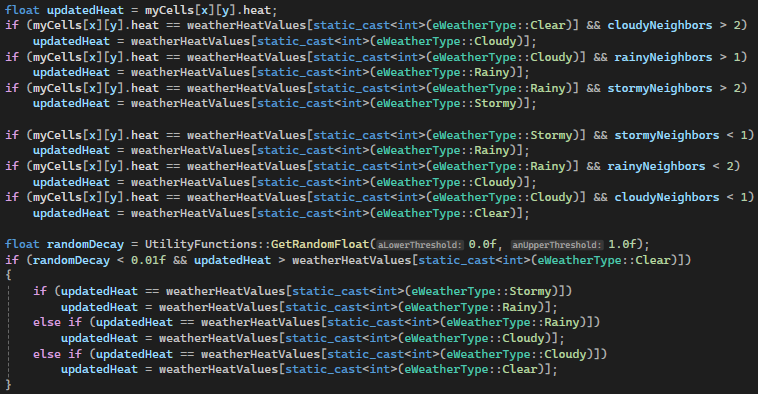 float updatedHeat = myCells[x][y].heat;
if (myCells[x][y].heat == weatherHeatValues[static_cast<int>(eWeatherType::Clear)] && cloudyNeighbors > 2)
    updatedHeat = weatherHeatValues[static_cast<int>(eWeatherType::Cloudy)];
if (myCells[x][y].heat == weatherHeatValues[static_cast<int>(eWeatherType::Cloudy)] && rainyNeighbors > 1)
    updatedHeat = weatherHeatValues[static_cast<int>(eWeatherType::Rainy)];
if (myCells[x][y].heat == weatherHeatValues[static_cast<int>(eWeatherType::Rainy)] && stormyNeighbors > 2)
    updatedHeat = weatherHeatValues[static_cast<int>(eWeatherType::Stormy)];

if (myCells[x][y].heat == weatherHeatValues[static_cast<int>(eWeatherType::Stormy)] && stormyNeighbors < 1)
    updatedHeat = weatherHeatValues[static_cast<int>(eWeatherType::Rainy)];
if (myCells[x][y].heat == weatherHeatValues[static_cast<int>(eWeatherType::Rainy)] && rainyNeighbors < 2)
    updatedHeat = weatherHeatValues[static_cast<int>(eWeatherType::Cloudy)];
if (myCells[x][y].heat == weatherHeatValues[static_cast<int>(eWeatherType::Cloudy)] && cloudyNeighbors < 1)
    updatedHeat = weatherHeatValues[static_cast<int>(eWeatherType::Clear)];

float randomDecay = UtilityFunctions::GetRandomFloat(aLowerThreshold: 0.0f, anUpperThreshold: 1.0f);
if (randomDecay < 0.01f && updatedHeat > weatherHeatValues[static_cast<int>(eWeatherType::Clear)])
{
    if (updatedHeat == weatherHeatValues[static_cast<int>(eWeatherType::Stormy)])
        updatedHeat = weatherHeatValues[static_cast<int>(eWeatherType::Rainy)];
    else if (updatedHeat == weatherHeatValues[static_cast<int>(eWeatherType::Rainy)])
        updatedHeat = weatherHeatValues[static_cast<int>(eWeatherType::Cloudy)];
    else if (updatedHeat == weatherHeatValues[static_cast<int>(eWeatherType::Cloudy)])
        updatedHeat = weatherHeatValues[static_cast<int>(eWeatherType::Clear)];
}